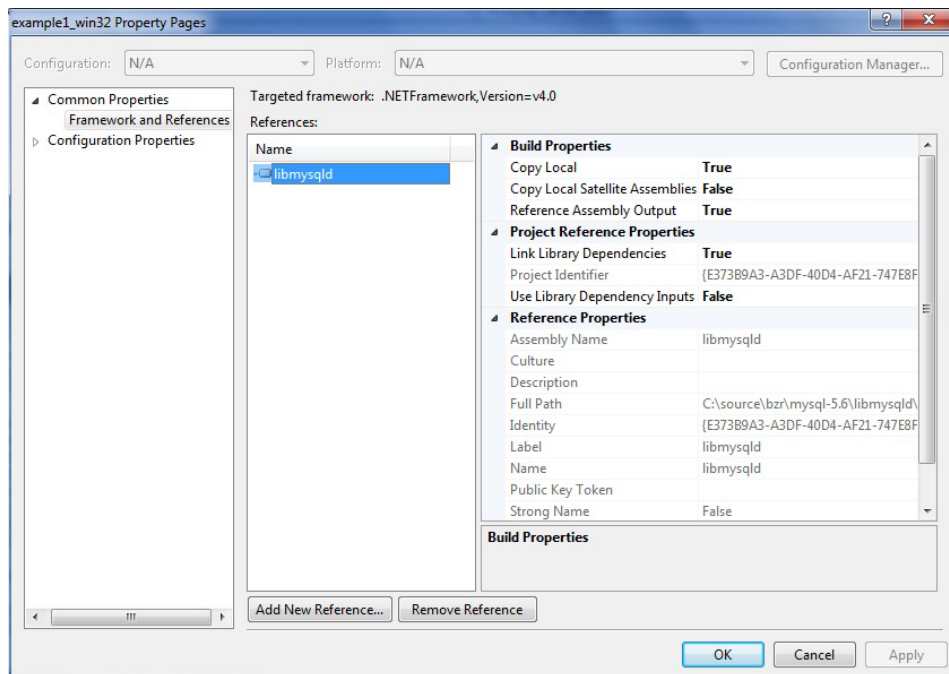 example1_win32 Property Pages
Configuration: N/A Platform: N/A Configuration Manager...
Common Properties
Framework and References
Configuration Properties
Targeted framework: .NETFramework,Version=v4.0
References:
Name
libmysqld
Build Properties
Copy Local True
Copy Local Satellite Assemblies False
Reference Assembly Output True
Project Reference Properties
Link Library Dependencies True
Project Identifier {E373B9A3-A3DF-40D4-AF21-747E8F
Use Library Dependency Inputs False
Reference Properties
Assembly Name libmysqld
Culture
Description
Full Path C:\source\bzr\mysql-5.6\libmysqld\
Identity {E373B9A3-A3DF-40D4-AF21-747E8F
Label libmysqld
Name libmysqld
Public Key Token
Strong Name False
Build Properties
Add New Reference... Remove Reference
OK Cancel Apply